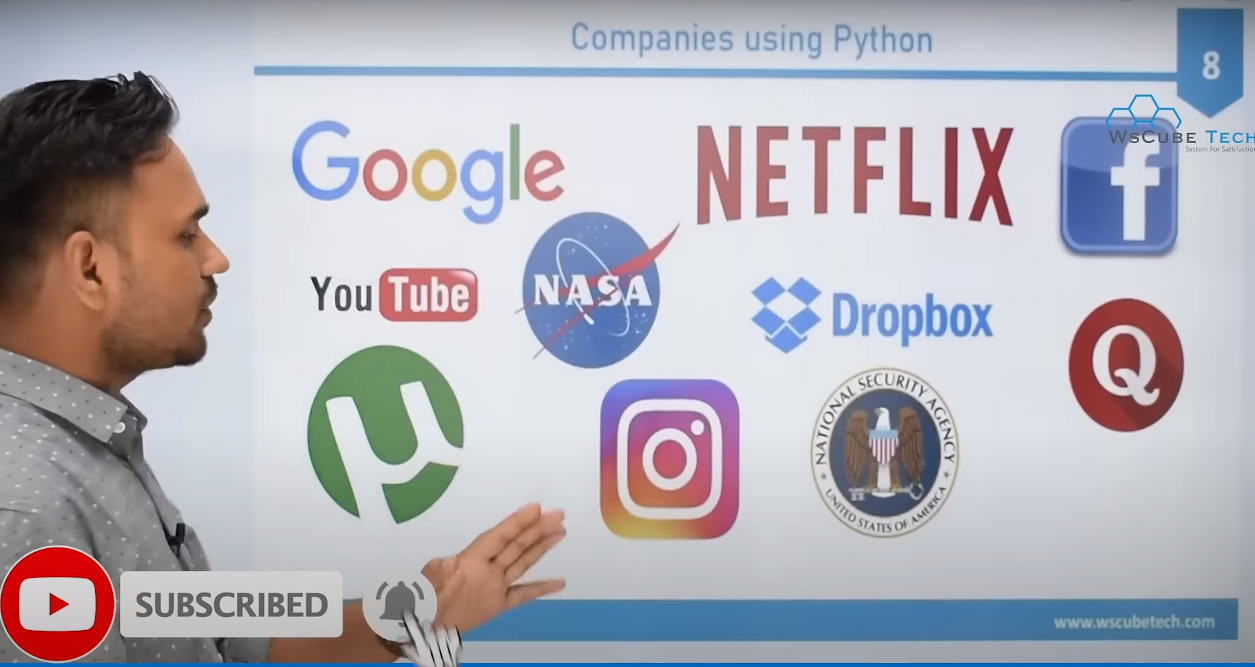 Companies using Python
8
WsCube Tech
System For Satisfaction
Google
NETFLIX
f
YouTube
NASA
Dropbox
Q
µ
NATIONAL SECURITY AGENCY
UNITED STATES OF AMERICA
SUBSCRIBED
www.wscubetech.com